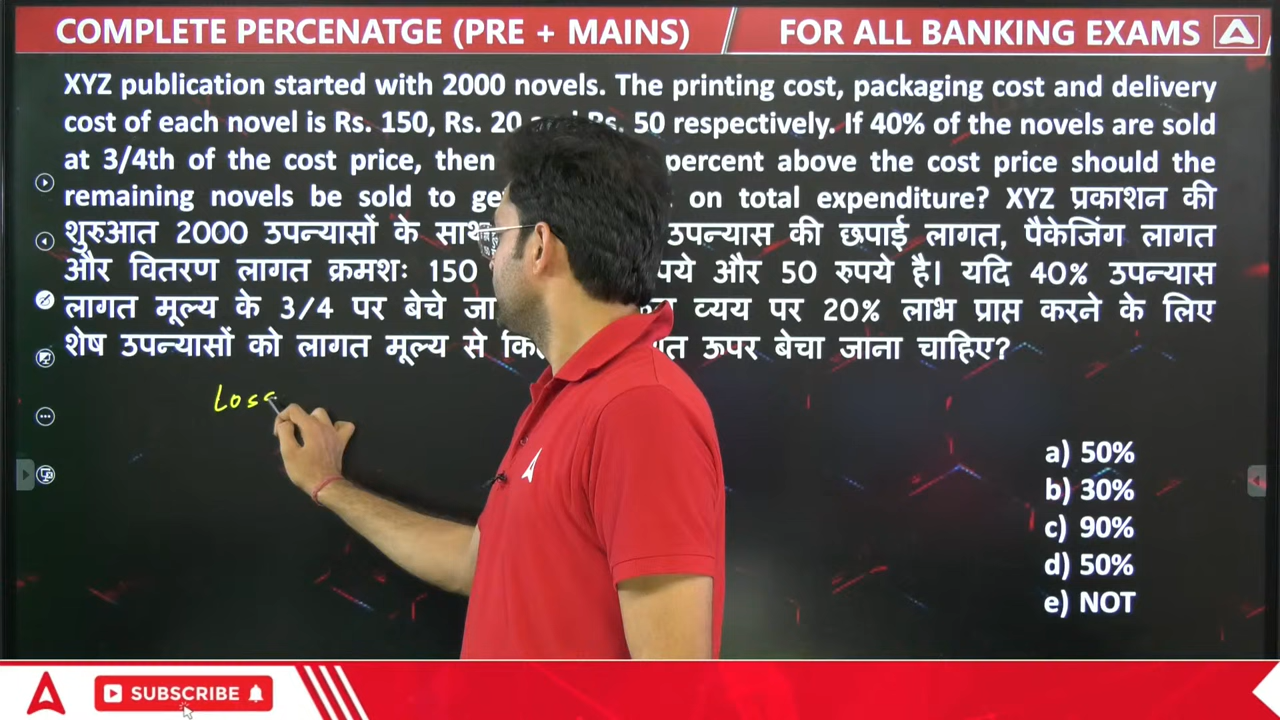 COMPLETE PERCENATGE (PRE + MAINS) FOR ALL BANKING EXAMS
XYZ publication started with 2000 novels. The printing cost, packaging cost and delivery
cost of each novel is Rs. 150, Rs. 20 and Rs. 50 respectively. If 40% of the novels are sold
at 3/4th of the cost price, then percent above the cost price should the
remaining novels be sold to on total expenditure? XYZ प्रकाशन की
शुरुआत 2000 उपन्यासों के उपन्यास की छपाई लागत, पैकेजिंग लागत
और वितरण लागत क्रमशः 150 और 50 रुपये है। यदि 40% उपन्यास
लागत मूल्य के 3/4 पर बेचे व्यय पर 20% लाभ प्राप्त करने के लिए
शेष उपन्यासों को लागत मूल्य से ऊपर बेचा जाना चाहिए?
Loss
a) 50%
b) 30%
c) 90%
d) 50%
e) NOT
SUBSCRIBE